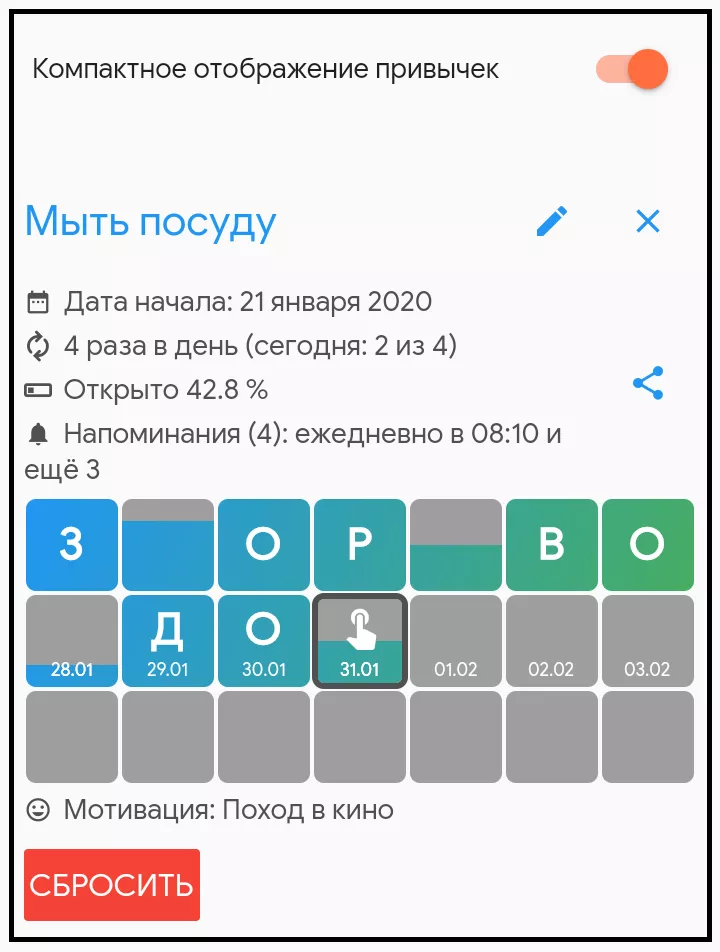 Компактное отображение привычек
Мыть посуду
Дата начала: 21 января 2020
4 раза в день (сегодня: 2 из 4)
Открыто 42.8 %
Напоминания (4): ежедневно в 08:10 и
ещё 3
З О Р В О
Д О
28.01 29.01 30.01 31.01 01.02 02.02 03.02
Мотивация: Поход в кино
СБРОСИТЬ